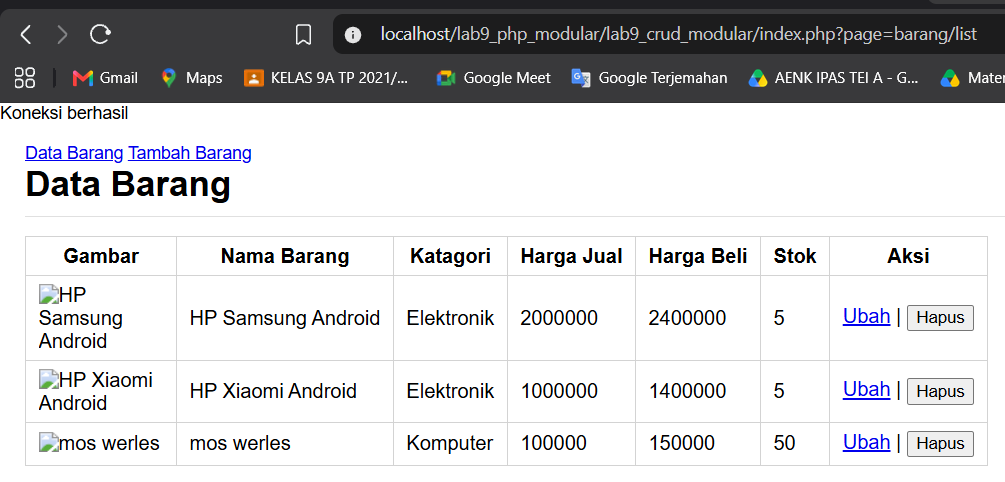 localhost/lab9_php_modular/lab9_crud_modular/index.php?page=barang/list
Gmail Maps KELAS 9A TP 2021/... Google Meet Google Terjemahan AENK IPAS TEI A - G... Mater
Koneksi berhasil
Data Barang Tambah Barang
Data Barang
Gambar Nama Barang Katagori Harga Jual Harga Beli Stok Aksi
HP Samsung Android HP Samsung Android Elektronik 2000000 2400000 5 Ubah | Hapus
HP Xiaomi Android HP Xiaomi Android Elektronik 1000000 1400000 5 Ubah | Hapus
mos werles mos werles Komputer 100000 150000 50 Ubah | Hapus